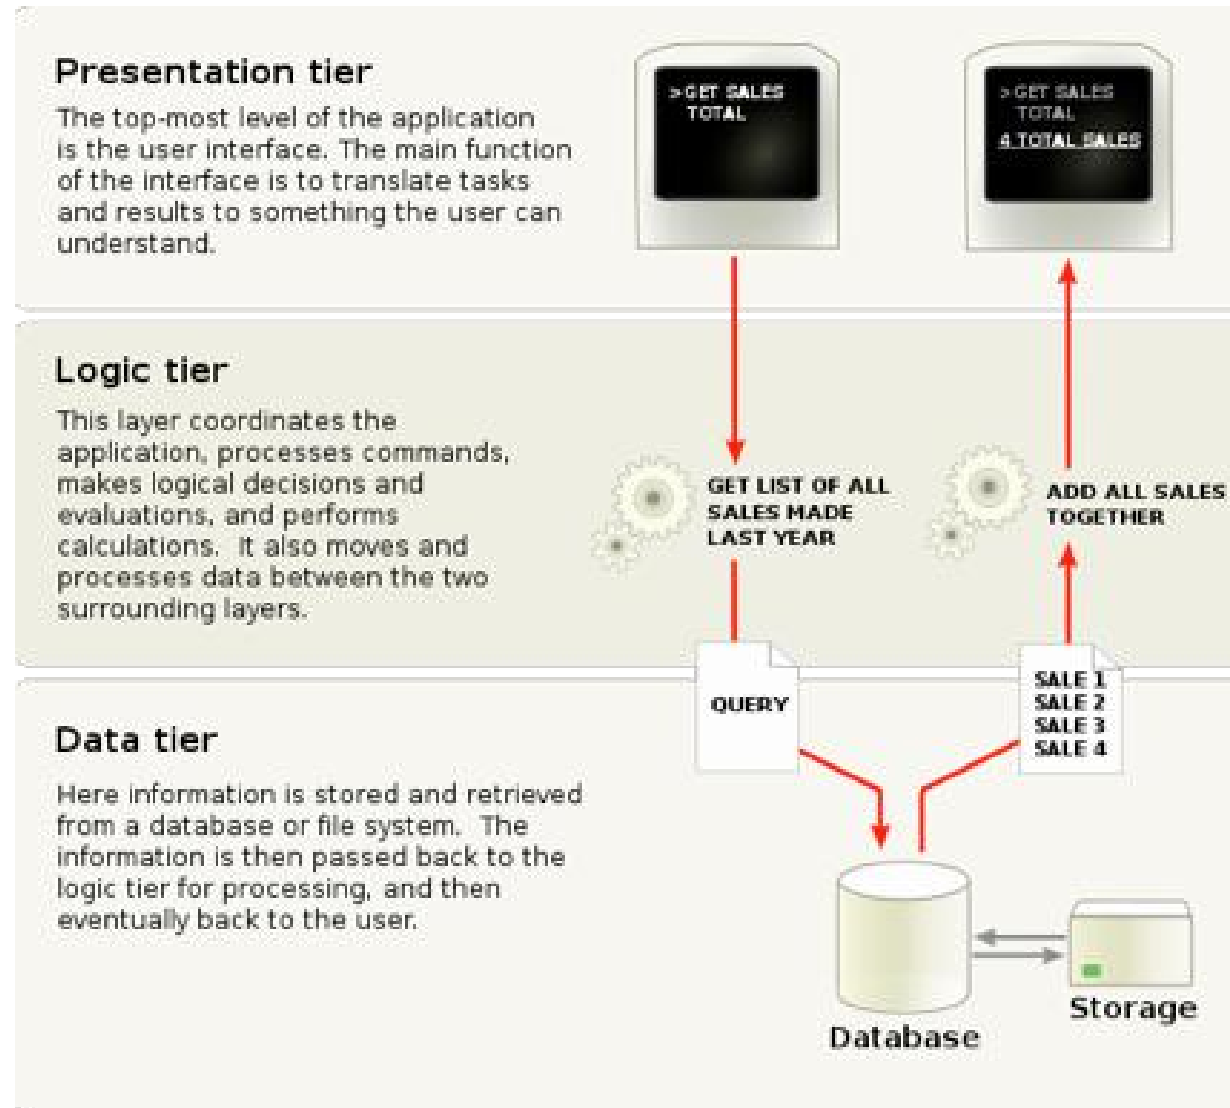 Presentation tier
The top-most level of the application
is the user interface. The main function
of the interface is to translate tasks
and results to something the user can
understand.
>GET SALES
TOTAL
>GET SALES
TOTAL
4 TOTAL SALES
Logic tier
This layer coordinates the
application, processes commands,
makes logical decisions and
evaluations, and performs
calculations. It also moves and
processes data between the two
surrounding layers.
GET LIST OF ALL
SALES MADE
LAST YEAR
ADD ALL SALES
TOGETHER
QUERY
SALE 1
SALE 2
SALE 3
SALE 4
Data tier
Here information is stored and retrieved
from a database or file system. The
information is then passed back to the
logic tier for processing, and then
eventually back to the user.
Database
Storage